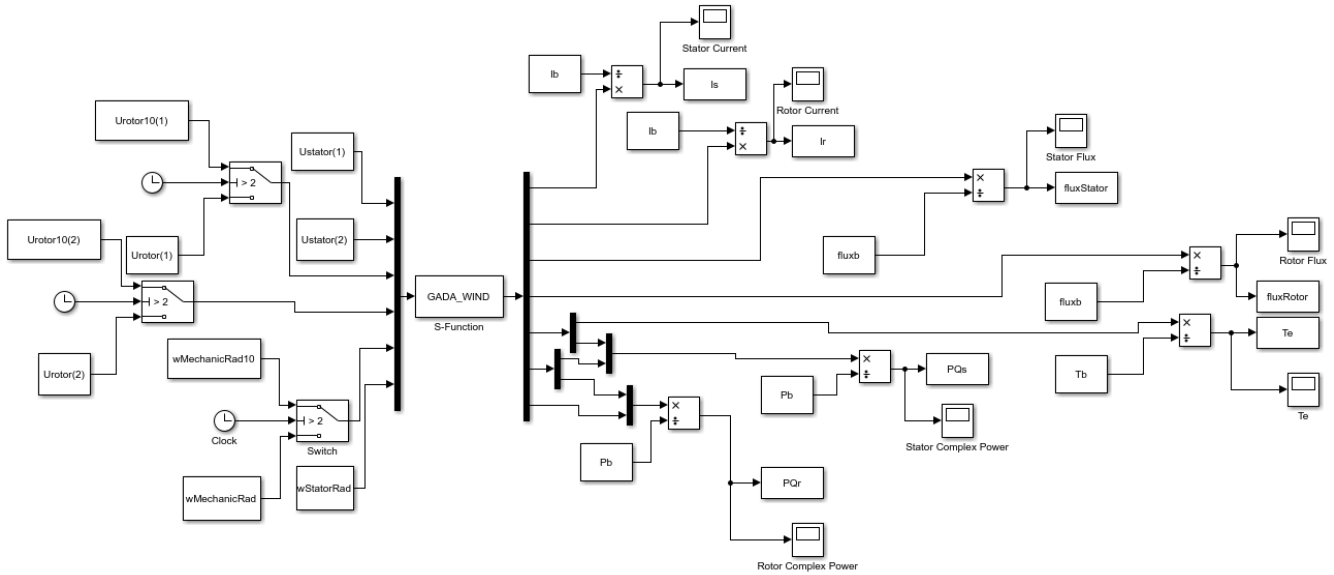 Stator Current
Ib
÷
×
Is
Rotor Current
Ib
÷
×
Ir
Urotor10(1)
Ustator(1)
> 2
Stator Flux
×
÷
fluxStator
Urotor10(2)
Urotor(1)
Ustator(2)
fluxb
Rotor Flux
×
÷
> 2
GADA_WIND
S-Function
fluxb
fluxRotor
×
÷
Te
Urotor(2)
wMechanicRad10
×
÷
PQs
Pb
Tb
Te
> 2
Clock
Switch
×
÷
Stator Complex Power
Pb
wMechanicRad
wStatorRad
PQr
Rotor Complex Power